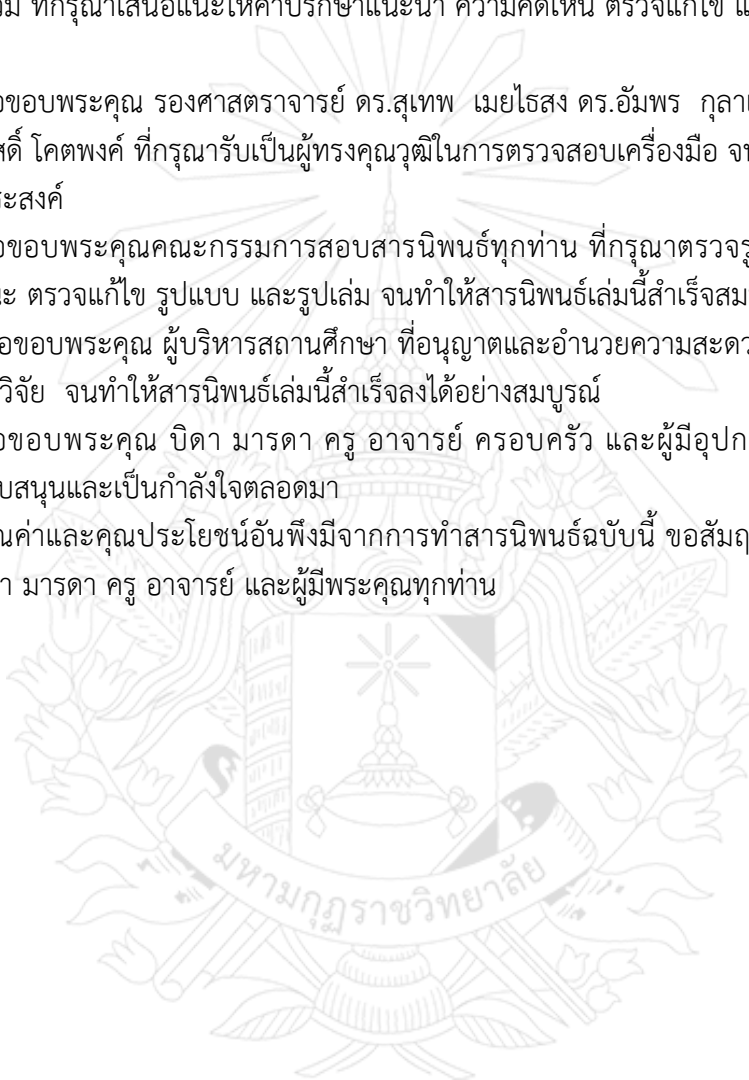 ที่กรุณาเสนอแนะให้คำปรึกษาแนะนำ ความคิดเห็น ตรวจแก้ไข
ขอบพระคุณ รองศาสตราจารย์ ดร.สุเทพ เมยไธสง ดร.อัมพร
โคตพงค์ ที่กรุณารับเป็นผู้ทรงคุณวุฒิในการตรวจสอบเครื่องมือ
ขอบพระคุณคณะกรรมการสอบสารนิพนธ์ทุกท่าน ที่กรุณาตรวจ
ตรวจแก้ไข รูปแบบ และรูปเล่ม จนทำให้สารนิพนธ์เล่มนี้สำเร็จสม
ขอบพระคุณ ผู้บริหารสถานศึกษา ที่อนุญาตและอำนวยความสะดว
วิจัย จนทำให้สารนิพนธ์เล่มนี้สำเร็จลงได้อย่างสมบูรณ์
ขอบพระคุณ บิดา มารดา ครู อาจารย์ ครอบครัว และผู้มีอุปก
บสนุนและเป็นกำลังใจตลอดมา
ณค่าและคุณประโยชน์อันพึงมีจากการทำสารนิพนธ์ฉบับนี้ ขอสัมฤ
า มารดา ครู อาจารย์ และผู้มีพระคุณทุกท่าน
มหามกุฏราชวิทยาลัย